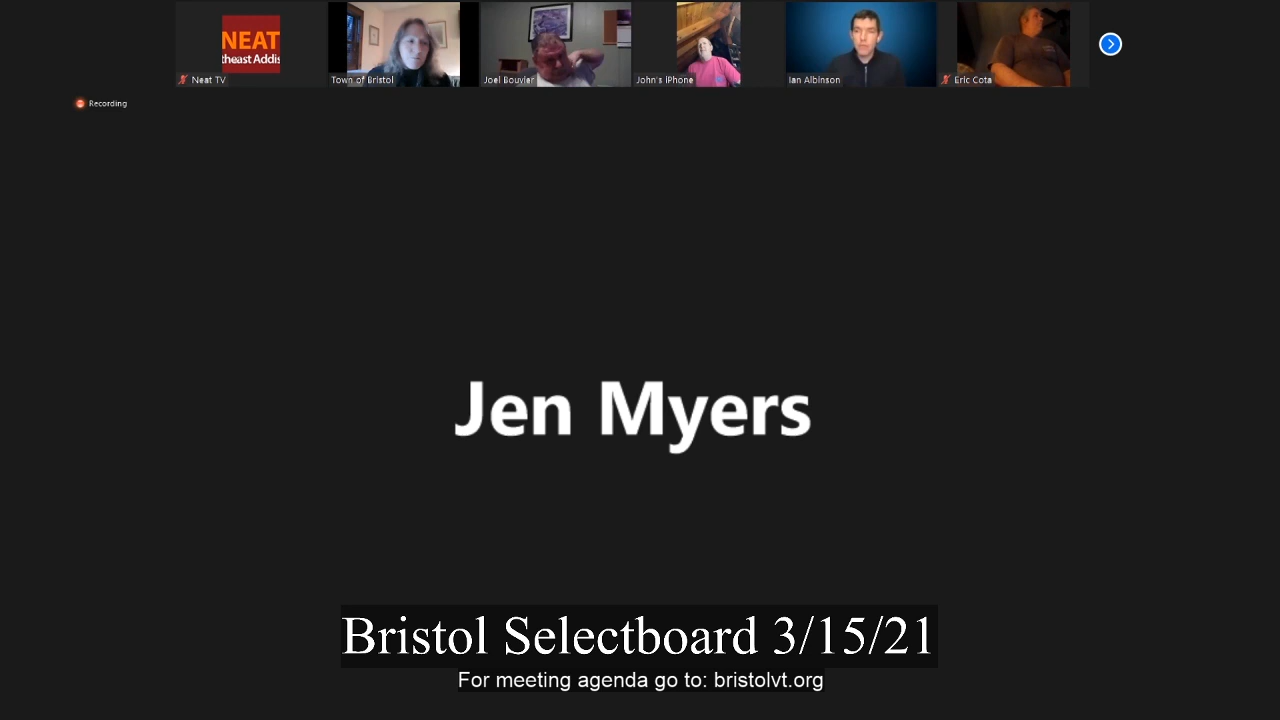 NEAT
theast Addis
Neat TV
Town of Bristol
Joel Bouvier
John's iPhone
Ian Albinson
Eric Cota
Recording
Jen Myers
Bristol Selectboard 3/15/21
For meeting agenda go to: bristolvt.org